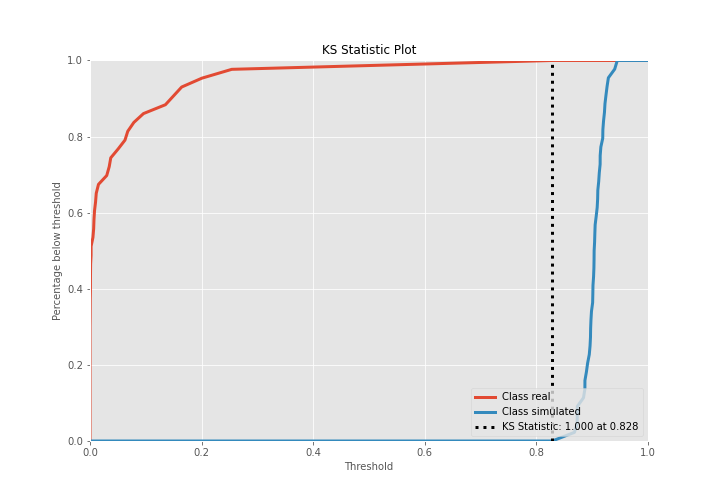 KS Statistic Plot
1.0
0.8
0.6
0.4
0.2
0.0
Percentage below threshold
Class real
Class simulated
KS Statistic: 1.000 at 0.828
0.0 0.2 0.4 0.6 0.8 1.0
Threshold